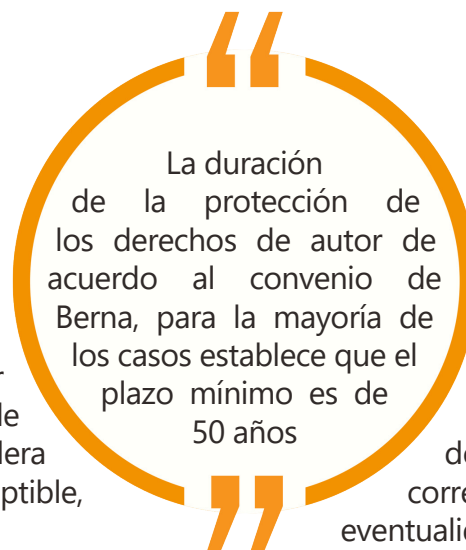 “
La duración
de la protección de
los derechos de autor de
acuerdo al convenio de
Berna, para la mayoría de
los casos establece que el
plazo mínimo es de
50 años
”